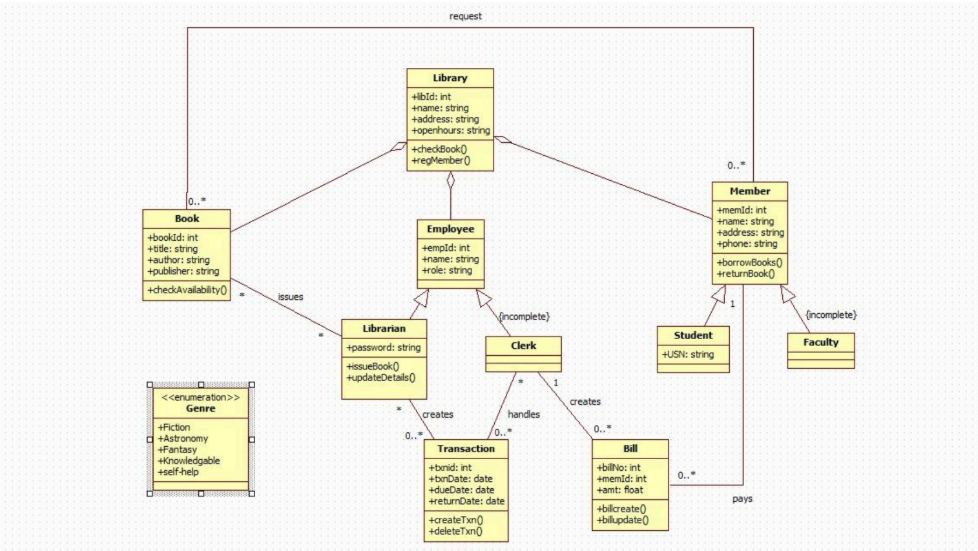 request
Library
+libId: int
+name: string
+address: string
+openhours: string
+checkBook()
+regMember()
0..*
0..*
Book
+bookId: int
+title: string
+author: string
+publisher: string
+checkAvailability()
Employee
+empId: int
+name: string
+role: string
Member
+memId: int
+name: string
+address: string
+phone: string
+borrowBooks()
+returnBook()
*
issues
*
{incomplete}
1
{incomplete}
Librarian
+password: string
+issueBook()
+updateDetails()
Clerk
Student
+USN: string
Faculty
<<enumeration>>
Genre
+Fiction
+Astronomy
+Fantasy
+Knowledgable
+self-help
*
creates
0..*
*
handles
0..*
1
creates
0..*
Transaction
+txnid: int
+txnDate: date
+dueDate: date
+returnDate: date
+createTxn()
+deleteTxn()
Bill
+billNo: int
+memId: int
+amt: float
+billcreate()
+billupdate()
0..*
pays